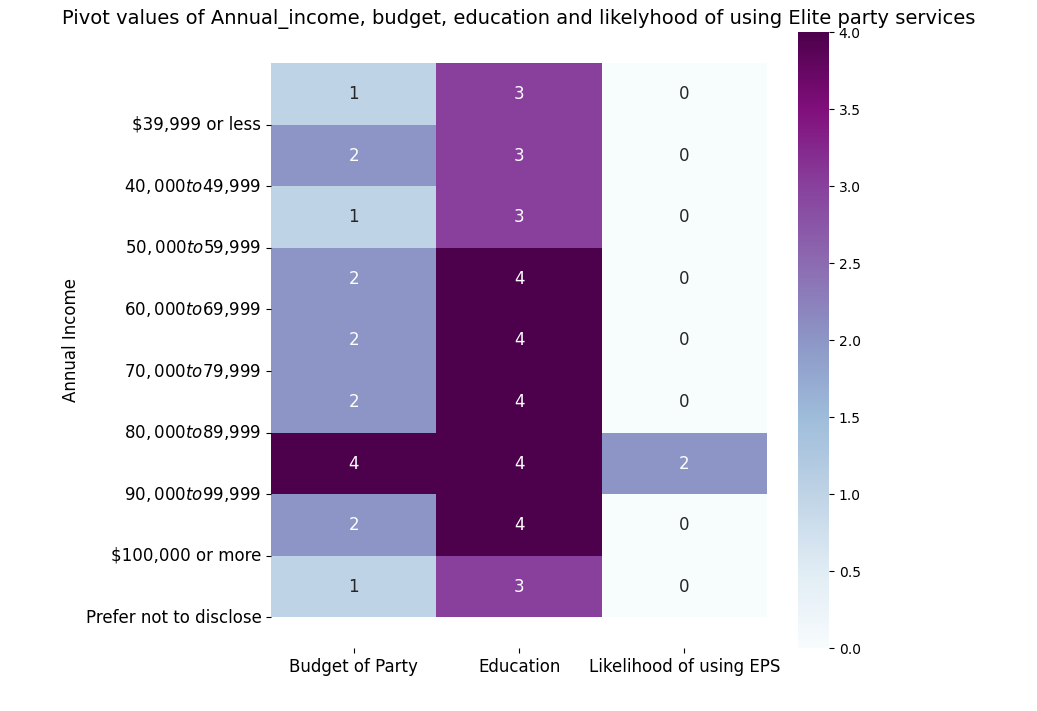 Pivot values of Annual_income, budget, education and likelyhood of using Elite party services
4.0
1 3 0
3.5
$39,999 or less
2 3 0
3.0
40,000to49,999
1 3 0
50,000to59,999
2.5
2 4 0
60,000to69,999
Annual Income
2 4 0
2.0
70,000to79,999
2 4 0
1.5
80,000to89,999
4 4 2
1.0
90,000to99,999
2 4 0
0.5
$100,000 or more
1 3 0
Prefer not to disclose
0.0
Budget of Party Education Likelihood of using EPS